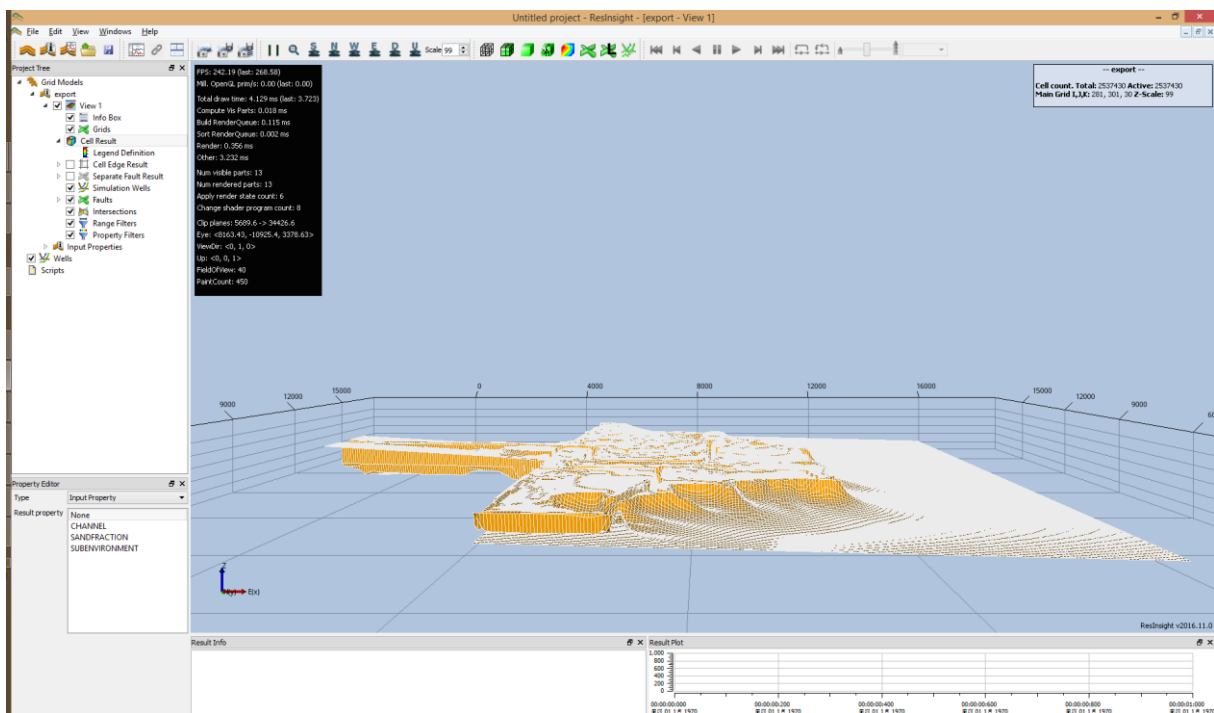 Untitled project - ResInsight - [export - View 1]
File Edit View Windows Help
Scale 99
Project Tree
Grid Models
export
View 1
Info Box
Grids
Cell Result
Legend Definition
Cell Edge Result
Separate Fault Result
Simulation Wells
Faults
Intersections
Range Filters
Property Filters
Input Properties
Wells
Scripts
FPS: 242.19 (last: 268.58)
Mill. OpenGL prim/s: 0.00 (last: 0.00)
Total draw time: 4.129 ms (last: 3.723)
Compute Vis Parts: 0.018 ms
Build RenderQueue: 0.115 ms
Sort RenderQueue: 0.002 ms
Render: 0.356 ms
Other: 3.232 ms
Num visible parts: 13
Num rendered parts: 13
Apply render state count: 6
Change shader program count: 8
Clip planes: 5689.6 -> 34426.6
Eye: <8163.43, -10925.4, 3378.63>
ViewDir: <0, 1, 0>
Up: <0, 0, 1>
FieldOfView: 40
PaintCount: 450
-- export --
Cell count. Total: 2537430 Active: 2537430
Main Grid I,J,K: 281, 301, 30 Z-Scale: 99
9000 12000 15000 0 4000 8000 12000 16000 15000 12000 9000
Z
N(y) E(x)
ResInsight v2016.11.0
Property Editor
Type Input Property
Result property None
CHANNEL
SANDFRACTION
SUBENVIRONMENT
Result Info
Result Plot
1.000
800
600
400
200
0
00:00:00:000 00:00:00:200 00:00:00:400 00:00:00:600 00:00:00:800 00:00:01:000